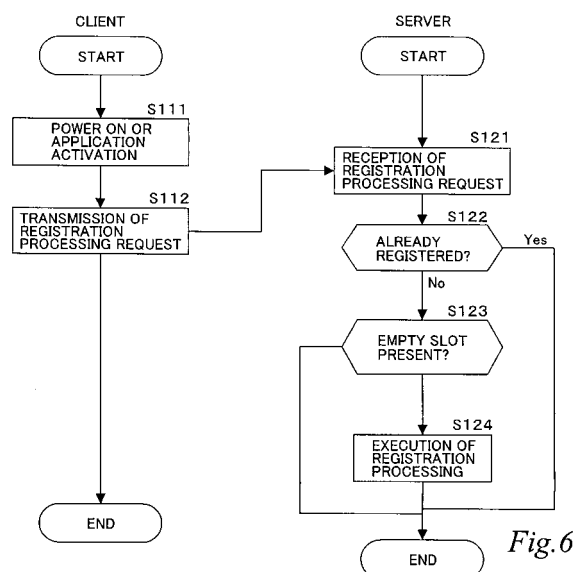 CLIENT
START
S111
POWER ON OR
APPLICATION
ACTIVATION
S112
TRANSMISSION OF
REGISTRATION
PROCESSING REQUEST
END
SERVER
START
S121
RECEPTION OF
REGISTRATION
PROCESSING REQUEST
S122
ALREADY
REGISTERED?
Yes
No
S123
EMPTY SLOT
PRESENT?
S124
EXECUTION OF
REGISTRATION
PROCESSING
END
Fig.6